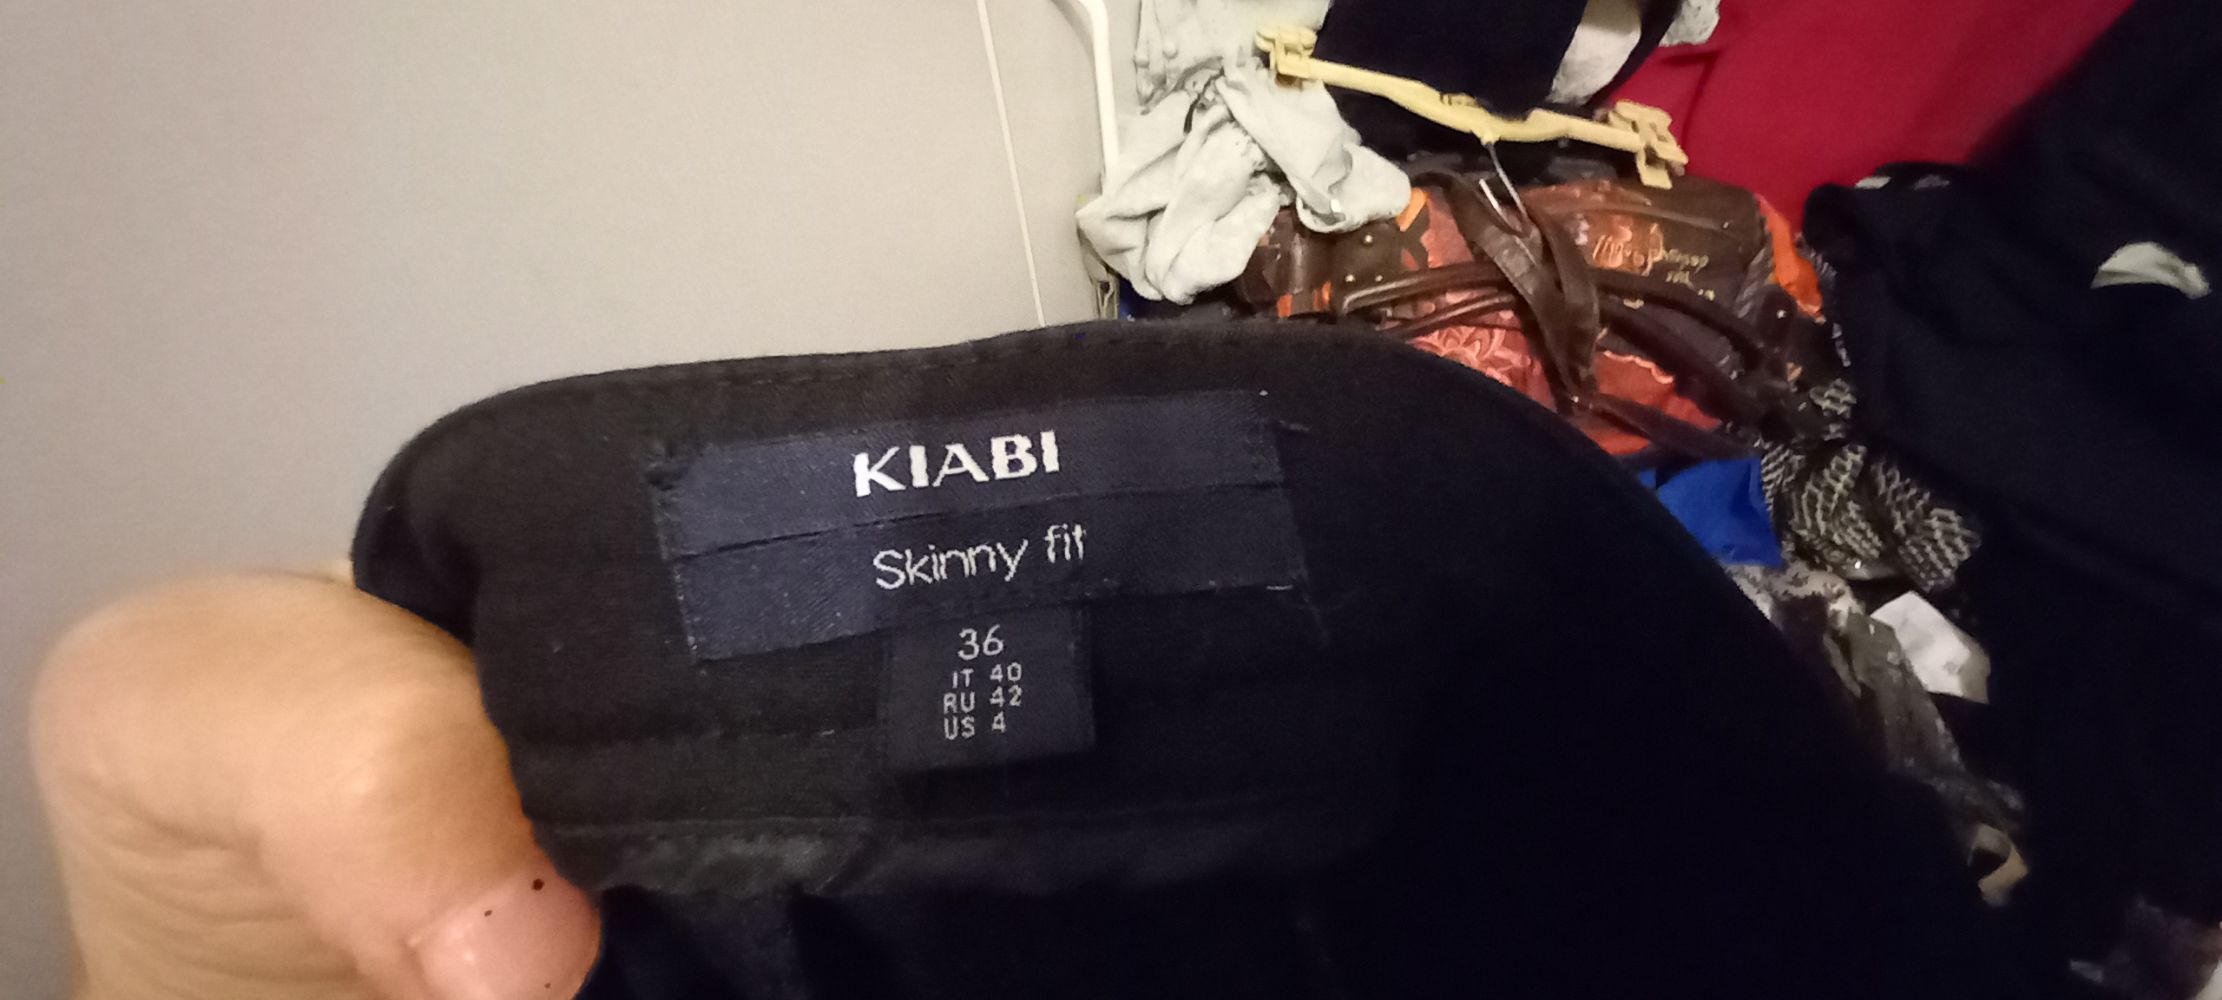 KIABI
Skinny fit
36
IT 40
RU 42
US 4